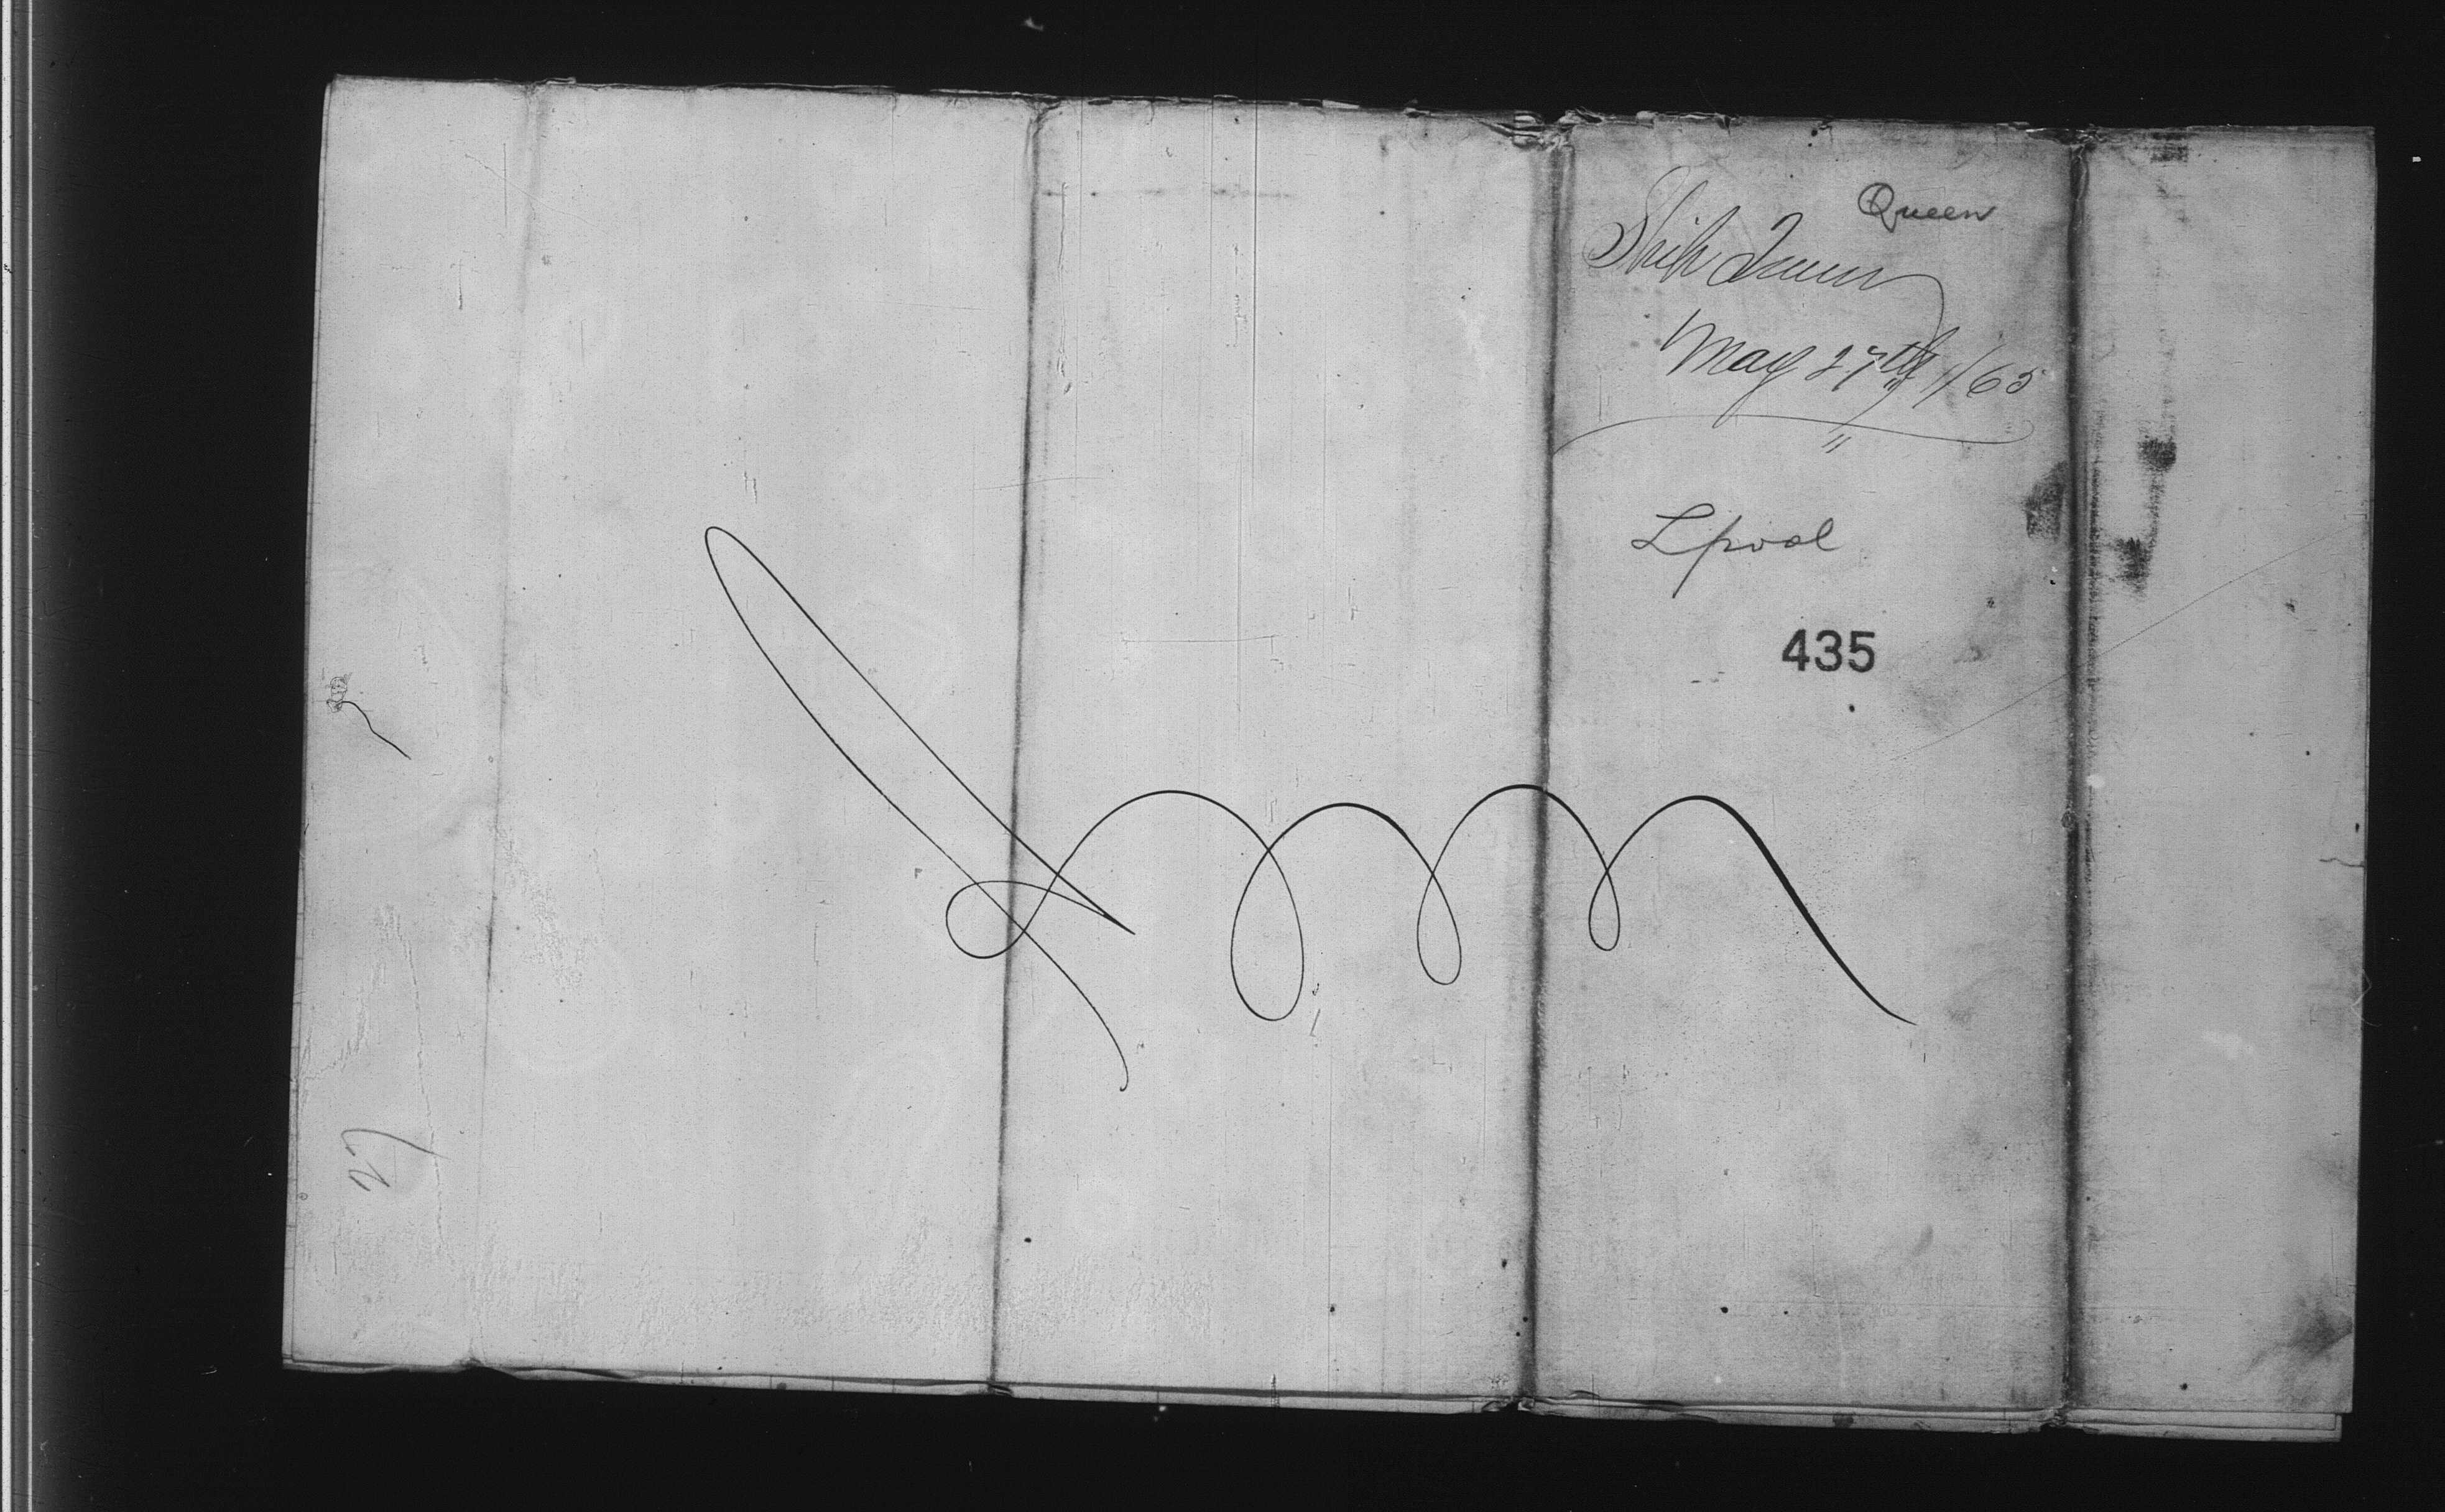 Queen
Ship Queen
May 27th /65
"
Lpool
435